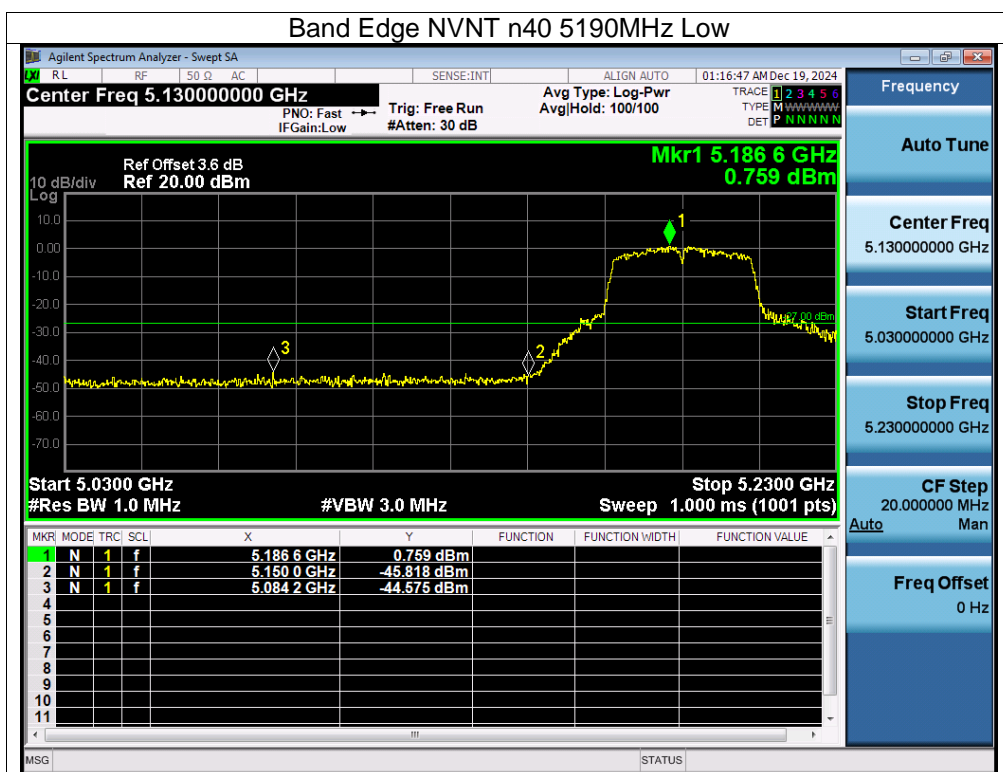 Band Edge NVNT n40 5190MHz Low
Agilent Spectrum Analyzer - Swept SA
LXI RL RF 50 Ω AC SENSE:INT ALIGN AUTO 01:16:47 AM Dec 19, 2024
Center Freq 5.130000000 GHz
PNO: Fast
IFGain:Low
Trig: Free Run
#Atten: 30 dB
Avg Type: Log-Pwr
Avg|Hold: 100/100
TRACE 1 2 3 4 5 6
TYPE M WWWWW
DET P N N N N N
Mkr1 5.186 6 GHz
0.759 dBm
Ref Offset 3.6 dB
10 dB/div Ref 20.00 dBm
Log
10.0
0.00
-10.0
-20.0
-30.0
-40.0
-50.0
-60.0
-70.0
1
2
3
-27.00 dBm
Start 5.0300 GHz Stop 5.2300 GHz
#Res BW 1.0 MHz #VBW 3.0 MHz Sweep 1.000 ms (1001 pts)
MKR MODE TRC SCL X Y FUNCTION FUNCTION WIDTH FUNCTION VALUE
1 N 1 f 5.186 6 GHz 0.759 dBm
2 N 1 f 5.150 0 GHz -45.818 dBm
3 N 1 f 5.084 2 GHz -44.575 dBm
4
5
6
7
8
9
10
11
MSG STATUS
Frequency
Auto Tune
Center Freq
5.130000000 GHz
Start Freq
5.030000000 GHz
Stop Freq
5.230000000 GHz
CF Step
20.000000 MHz
Auto Man
Freq Offset
0 Hz